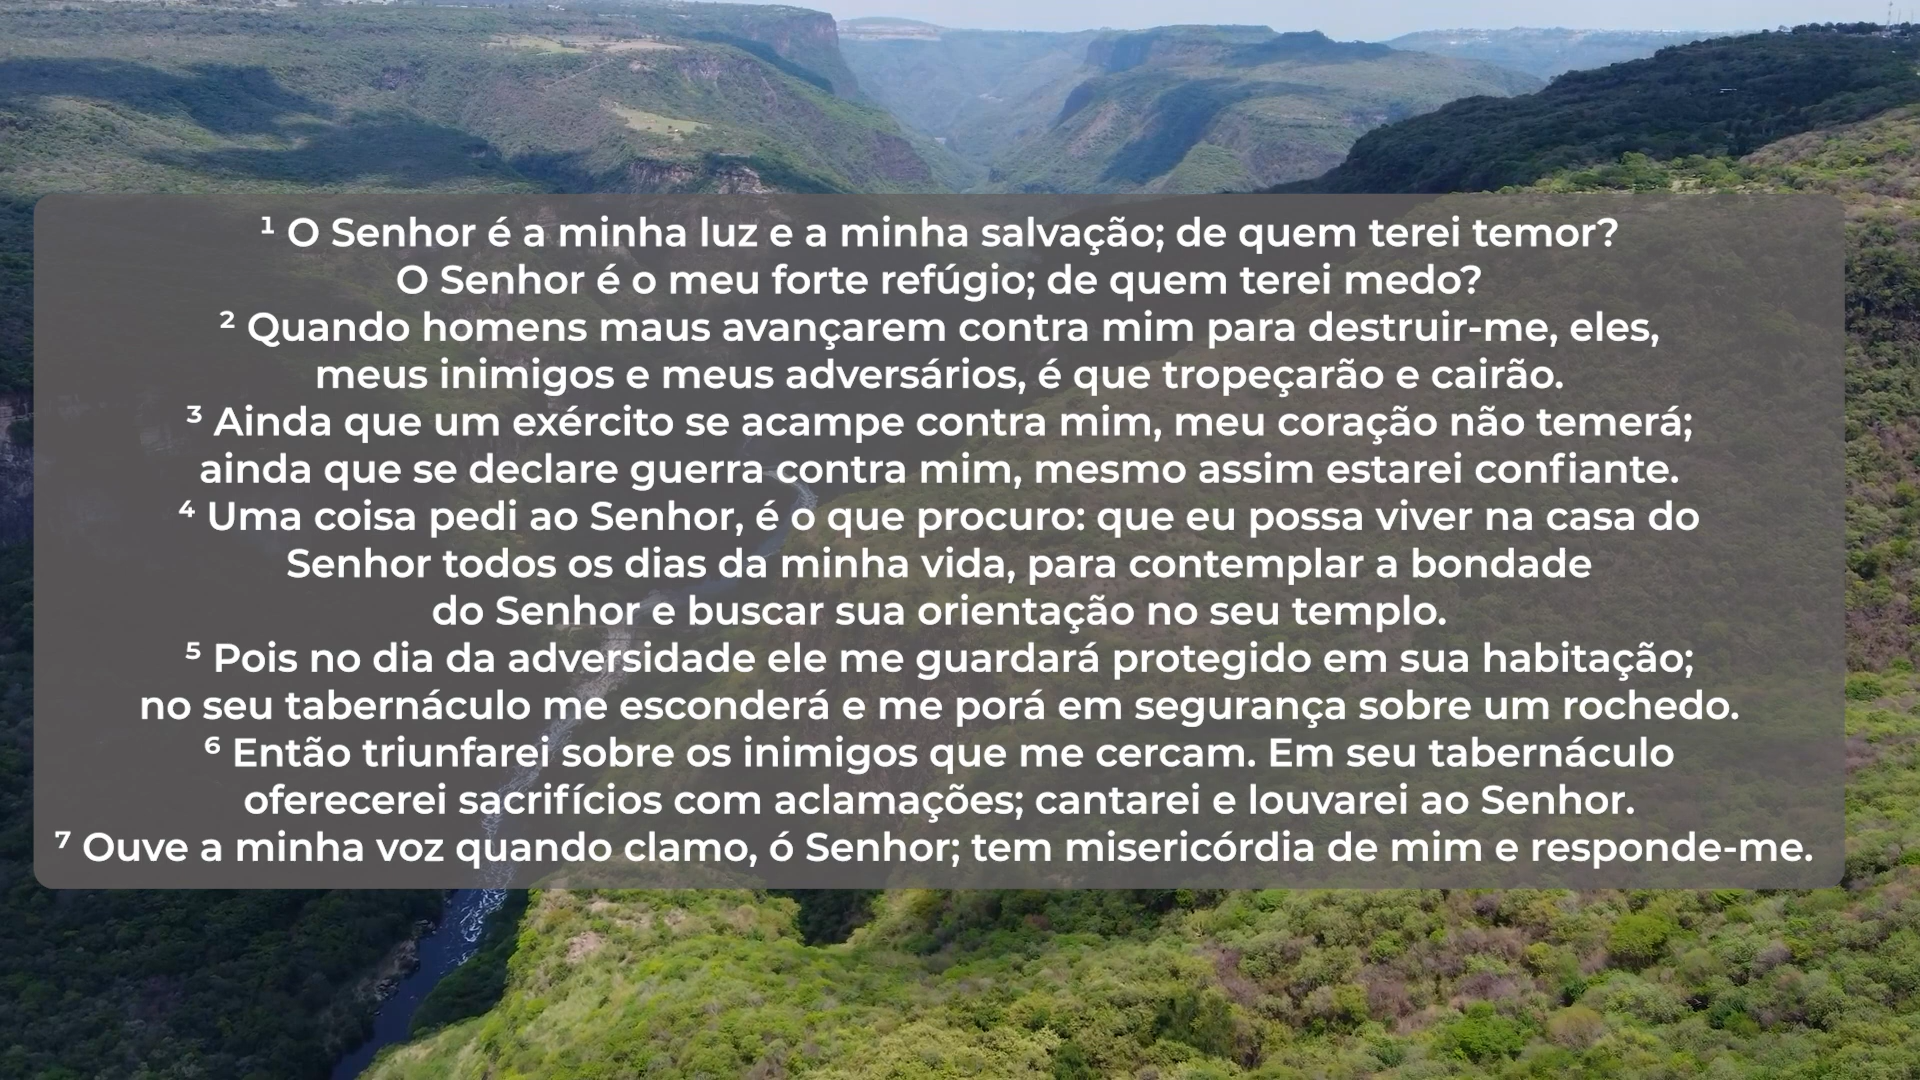 ¹ O Senhor é a minha luz e a minha salvação; de quem terei temor?
O Senhor é o meu forte refúgio; de quem terei medo?
² Quando homens maus avançarem contra mim para destruir-me, eles,
meus inimigos e meus adversários, é que tropeçarão e cairão.
³ Ainda que um exército se acampe contra mim, meu coração não temerá;
ainda que se declare guerra contra mim, mesmo assim estarei confiante.
⁴ Uma coisa pedi ao Senhor, é o que procuro: que eu possa viver na casa do
Senhor todos os dias da minha vida, para contemplar a bondade
do Senhor e buscar sua orientação no seu templo.
⁵ Pois no dia da adversidade ele me guardará protegido em sua habitação;
no seu tabernáculo me esconderá e me porá em segurança sobre um rochedo.
⁶ Então triunfarei sobre os inimigos que me cercam. Em seu tabernáculo
oferecerei sacrifícios com aclamações; cantarei e louvarei ao Senhor.
⁷ Ouve a minha voz quando clamo, ó Senhor; tem misericórdia de mim e responde-me.